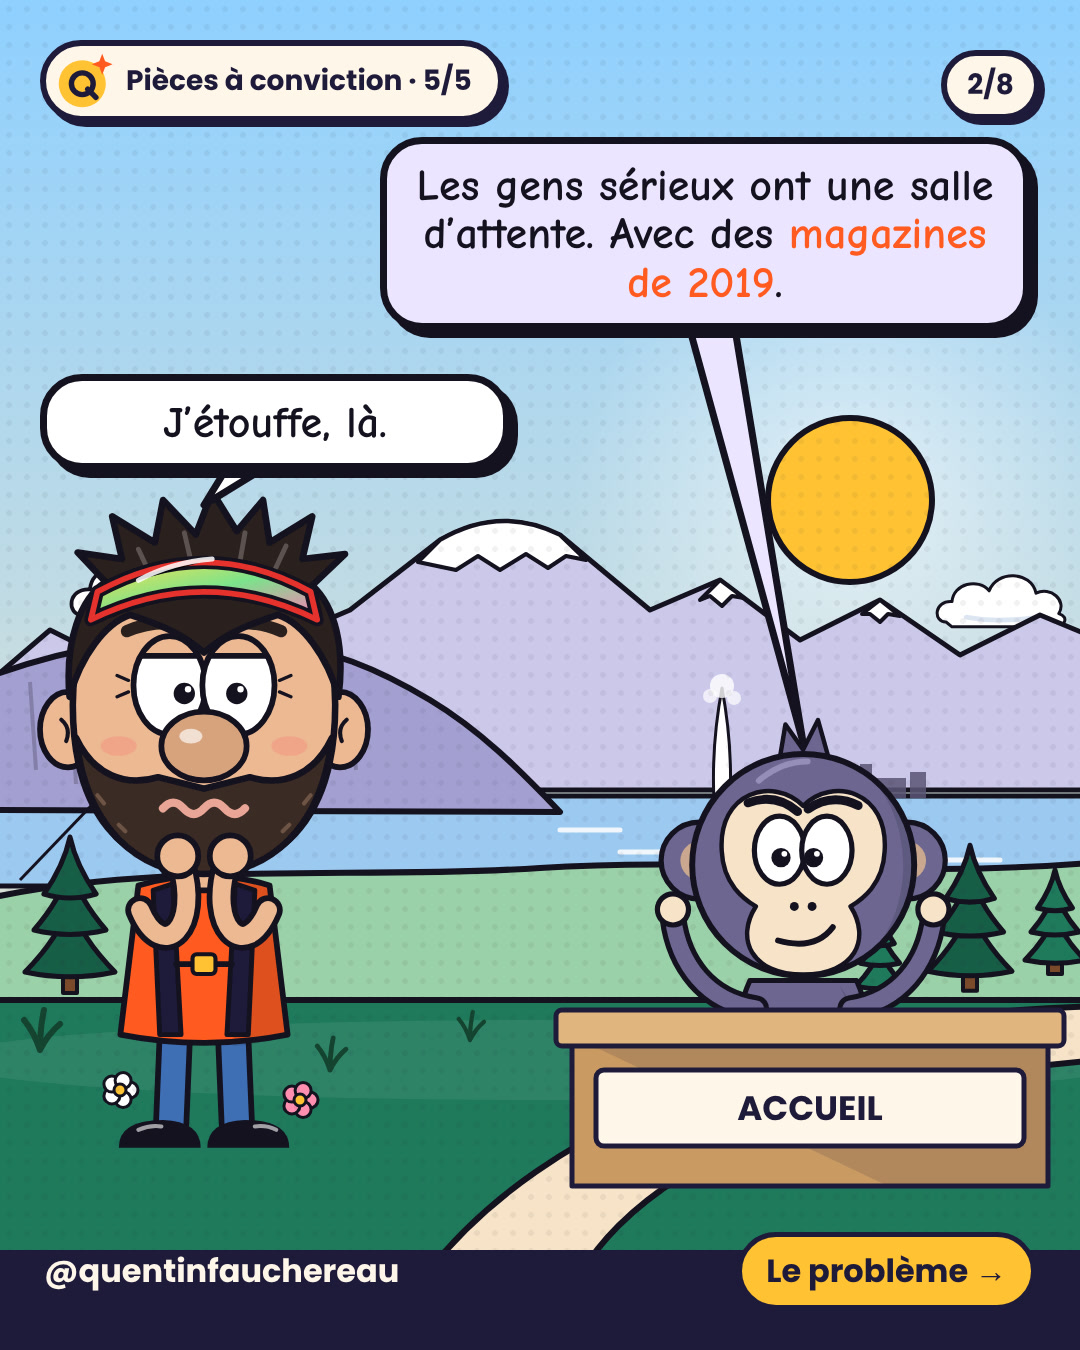 Pièces à conviction · 5/5
2/8
Les gens sérieux ont une salle
d’attente. Avec des magazines
de 2019.
J’étouffe, là.
ACCUEIL
@quentinfauchereau
Le problème →